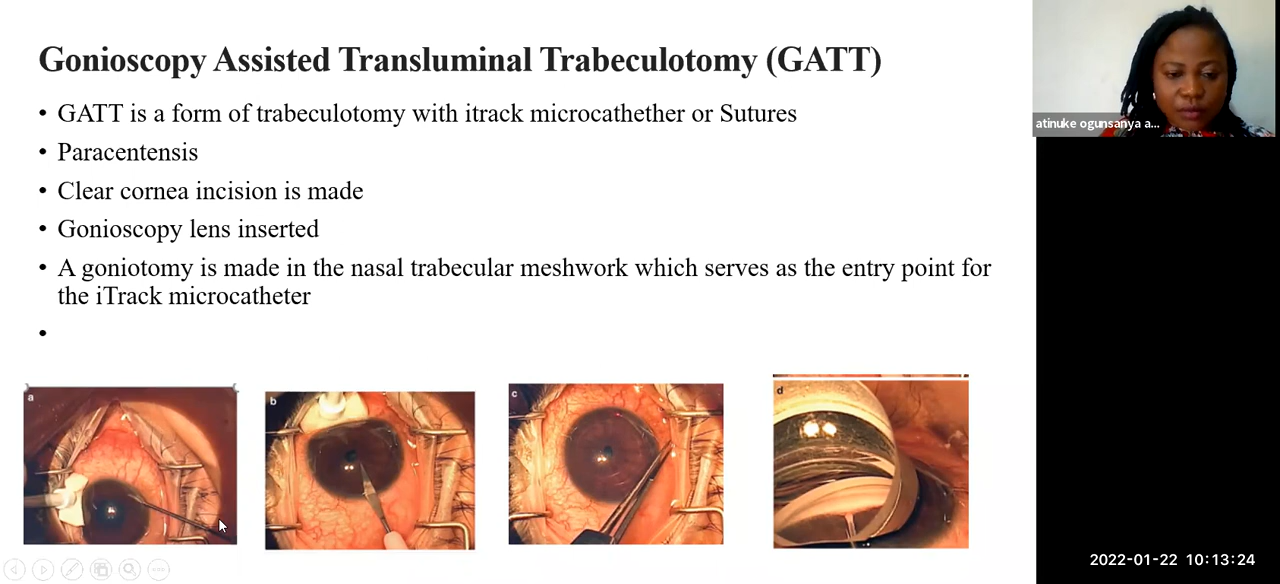 Gonioscopy Assisted Transluminal Trabeculotomy (GATT)
• GATT is a form of trabeculotomy with itrack microcathether or Sutures
• Paracentensis
• Clear cornea incision is made
• Gonioscopy lens inserted
• A goniotomy is made in the nasal trabecular meshwork which serves as the entry point for
the iTrack microcatheter
•
a
b
c
d
atinuke ogunsanya a...
2022-01-22 10:13:24